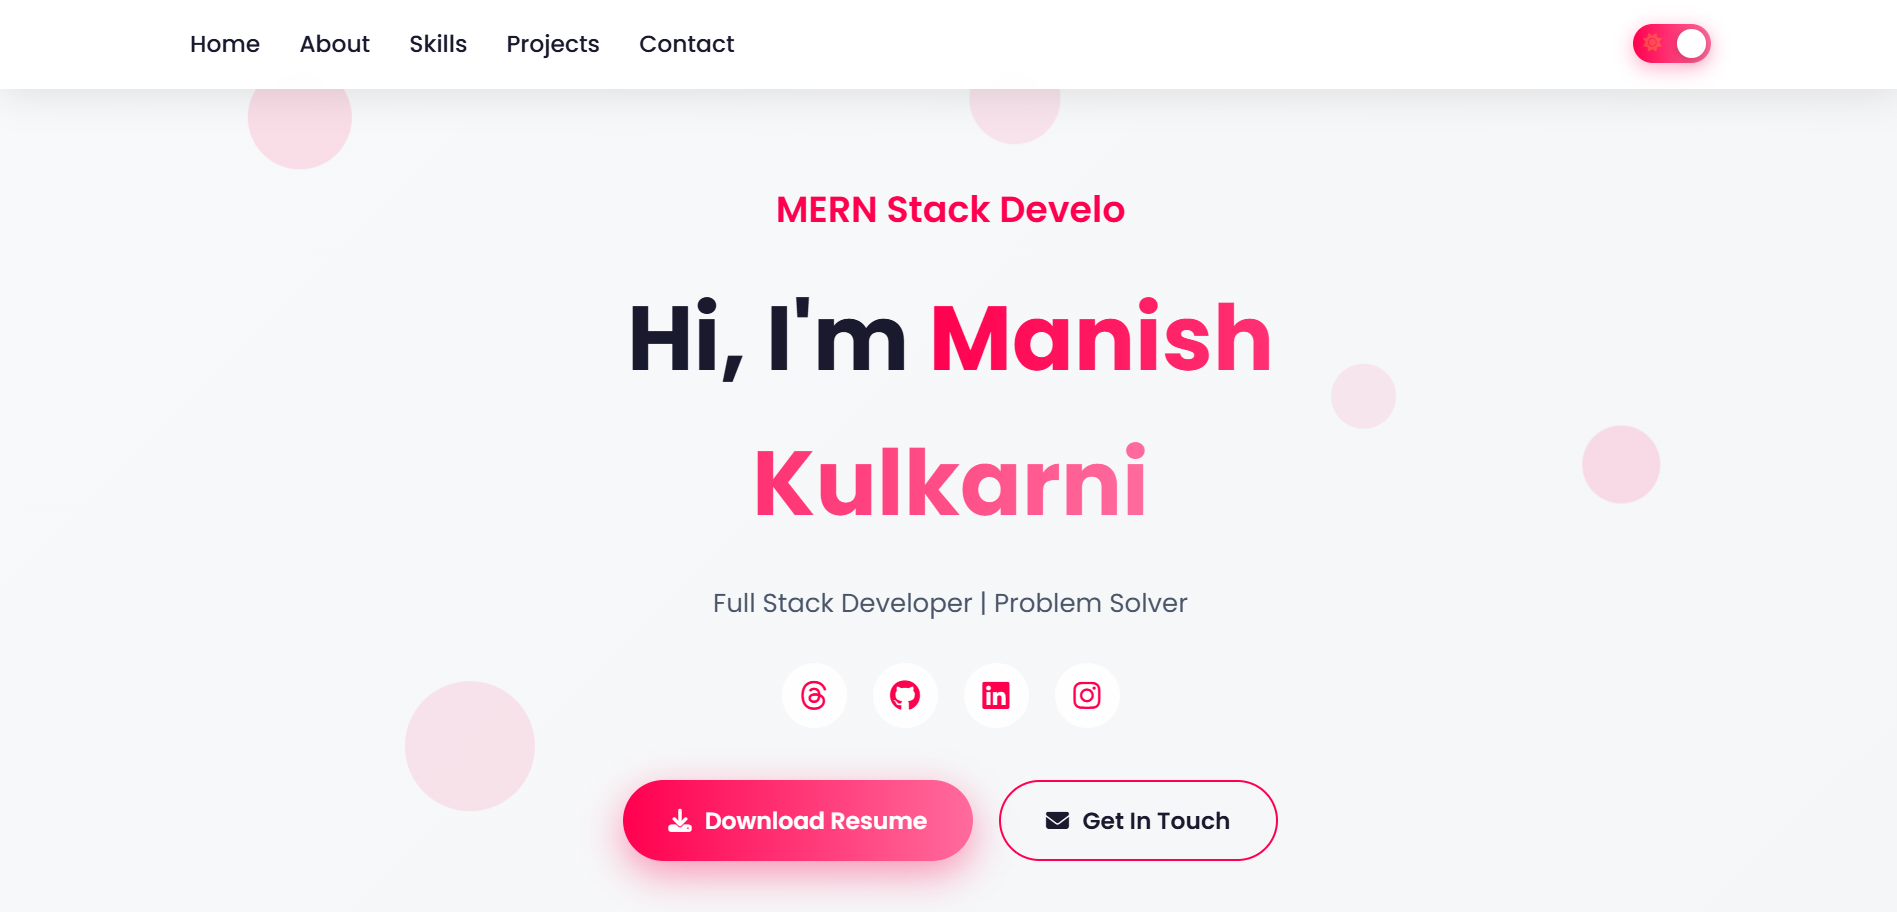 Home About Skills Projects Contact
MERN Stack Develo
Hi, I'm Manish
Kulkarni
Full Stack Developer | Problem Solver
Download Resume Get In Touch